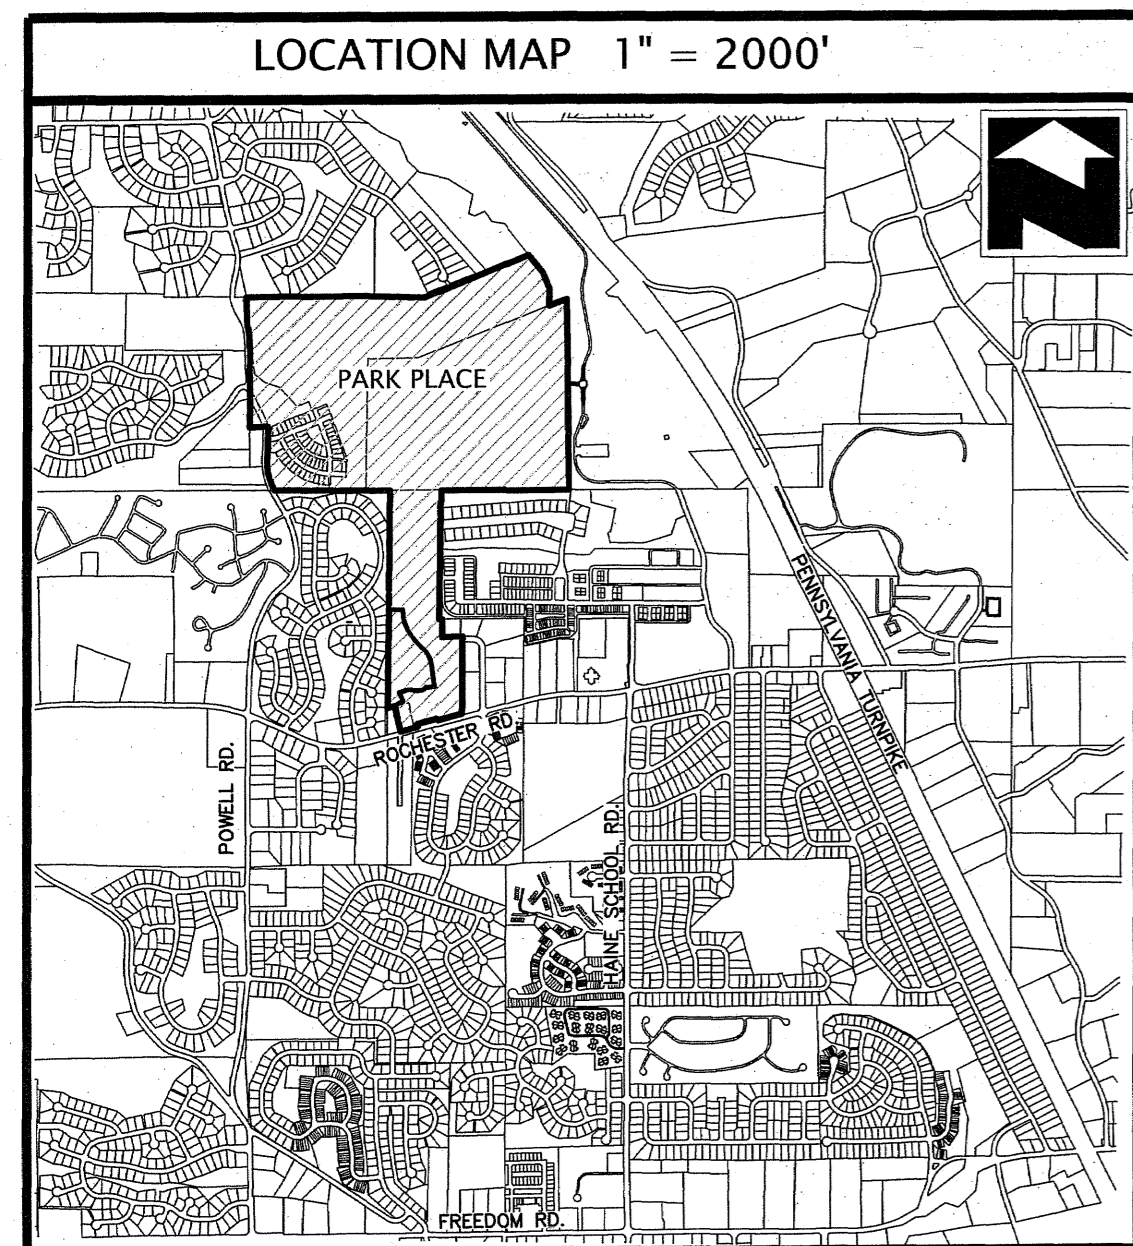 LOCATION MAP 1" = 2000'
N
PARK PLACE
PENNSYLVANIA TURNPIKE
ROCHESTER RD.
POWELL RD.
HAINE SCHOOL RD.
FREEDOM RD.